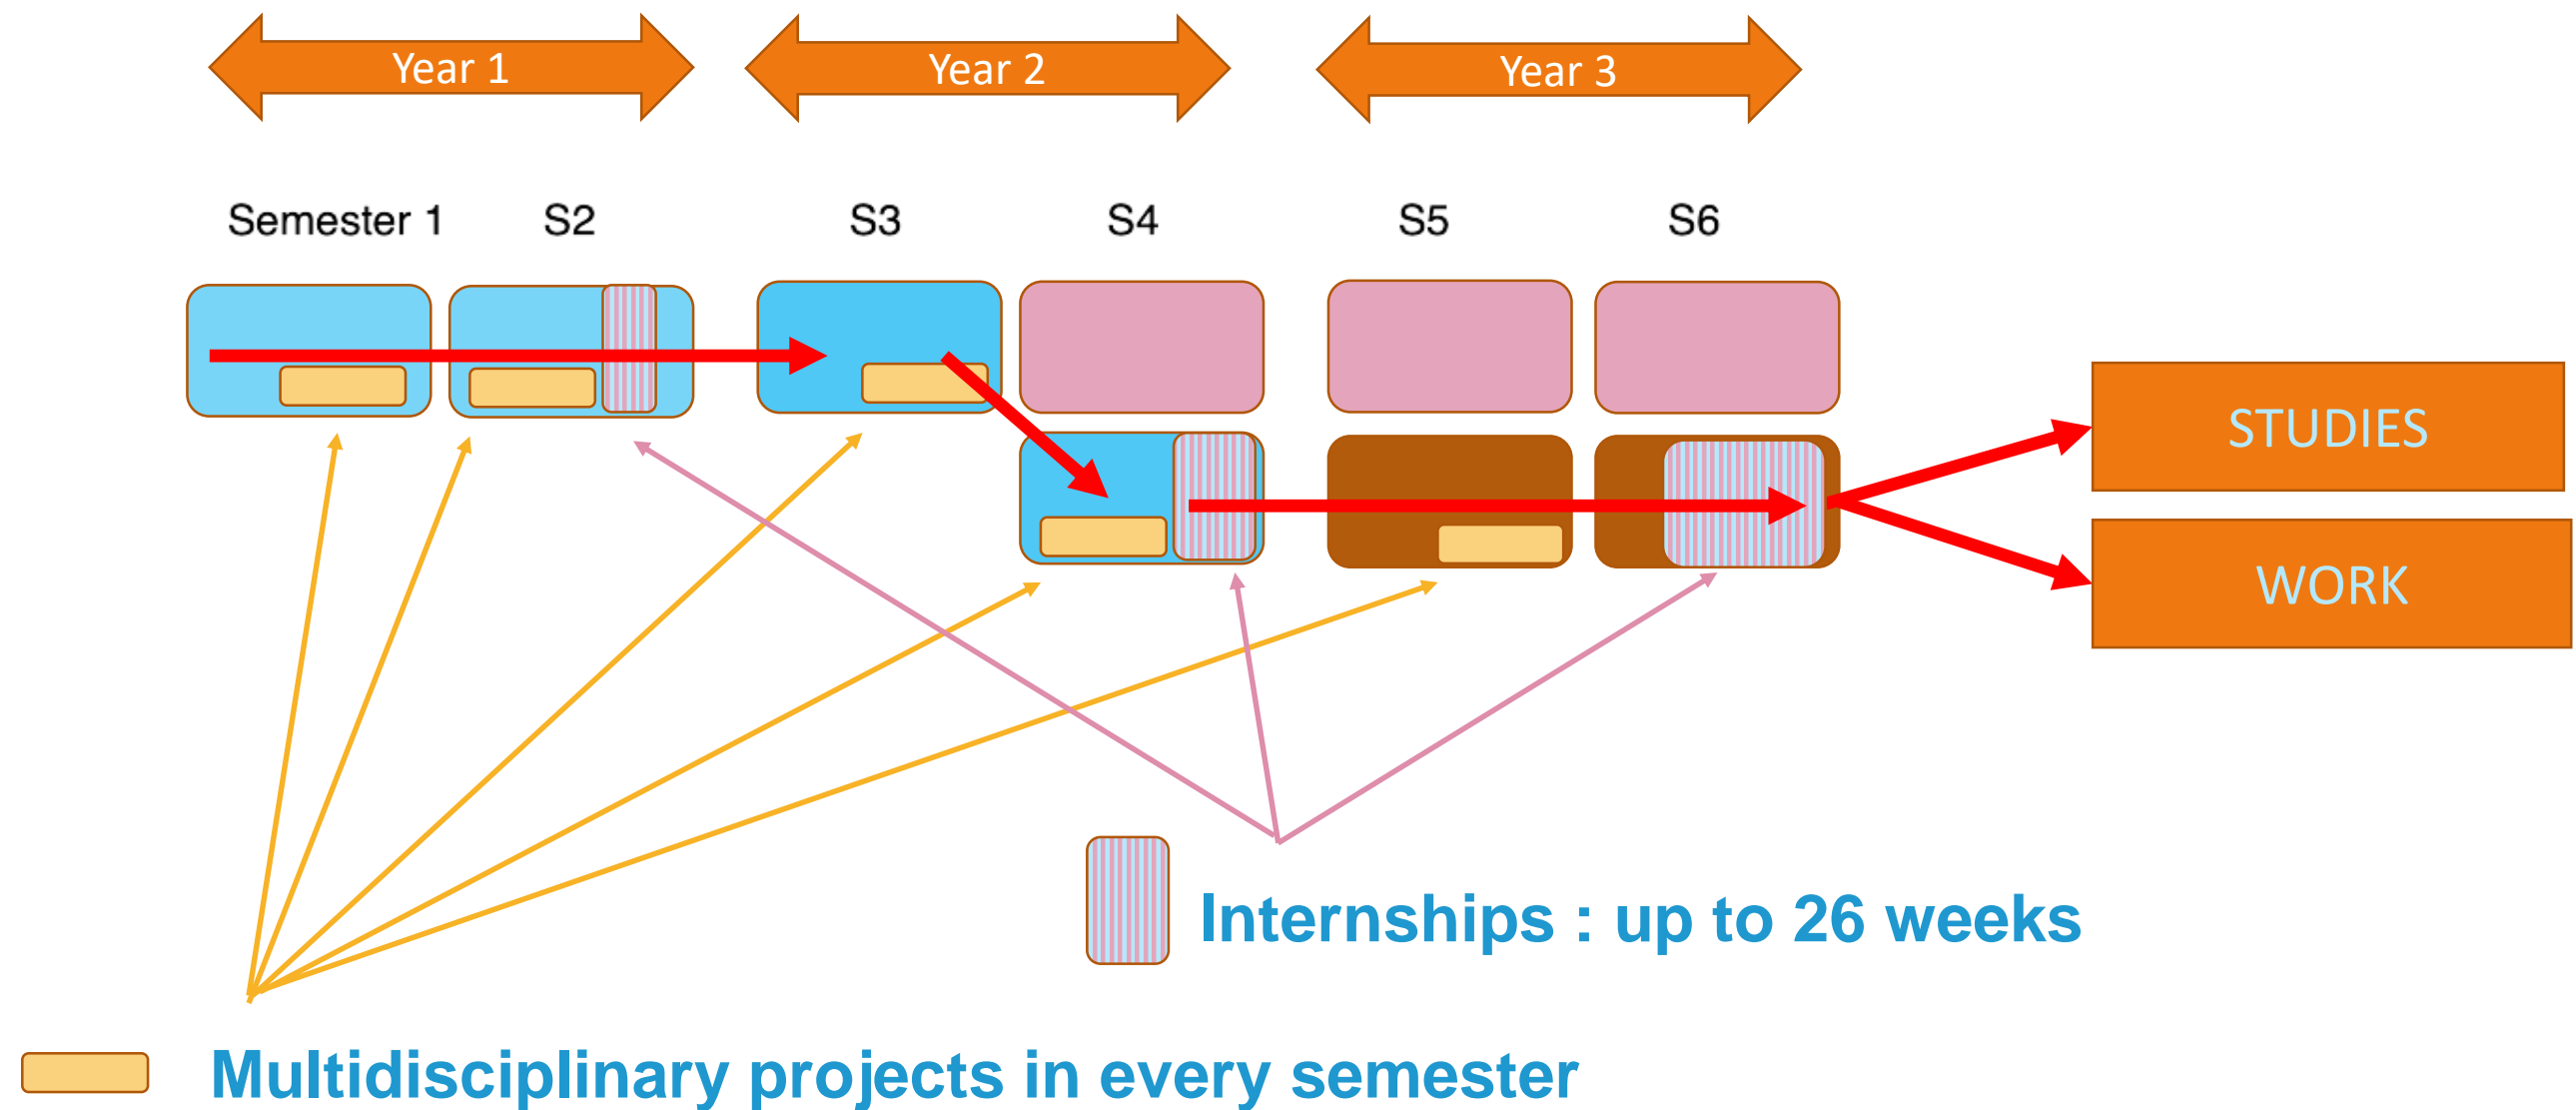 Year 1
Year 2
Year 3
Semester 1
S2
S3
S4
S5
S6
STUDIES
WORK
Internships : up to 26 weeks
Multidisciplinary projects in every semester